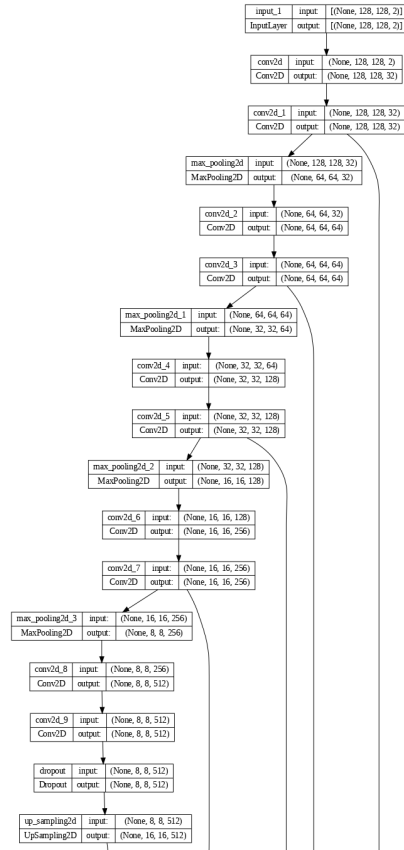 input_1 input: [(None, 128, 128, 2)]
InputLayer output: [(None, 128, 128, 2)]
conv2d input: (None, 128, 128, 2)
Conv2D output: (None, 128, 128, 32)
conv2d_1 input: (None, 128, 128, 32)
Conv2D output: (None, 128, 128, 32)
max_pooling2d input: (None, 128, 128, 32)
MaxPooling2D output: (None, 64, 64, 32)
conv2d_2 input: (None, 64, 64, 32)
Conv2D output: (None, 64, 64, 64)
conv2d_3 input: (None, 64, 64, 64)
Conv2D output: (None, 64, 64, 64)
max_pooling2d_1 input: (None, 64, 64, 64)
MaxPooling2D output: (None, 32, 32, 64)
conv2d_4 input: (None, 32, 32, 64)
Conv2D output: (None, 32, 32, 128)
conv2d_5 input: (None, 32, 32, 128)
Conv2D output: (None, 32, 32, 128)
max_pooling2d_2 input: (None, 32, 32, 128)
MaxPooling2D output: (None, 16, 16, 128)
conv2d_6 input: (None, 16, 16, 128)
Conv2D output: (None, 16, 16, 256)
conv2d_7 input: (None, 16, 16, 256)
Conv2D output: (None, 16, 16, 256)
max_pooling2d_3 input: (None, 16, 16, 256)
MaxPooling2D output: (None, 8, 8, 256)
conv2d_8 input: (None, 8, 8, 256)
Conv2D output: (None, 8, 8, 512)
conv2d_9 input: (None, 8, 8, 512)
Conv2D output: (None, 8, 8, 512)
dropout input: (None, 8, 8, 512)
Dropout output: (None, 8, 8, 512)
up_sampling2d input: (None, 8, 8, 512)
UpSampling2D output: (None, 16, 16, 512)